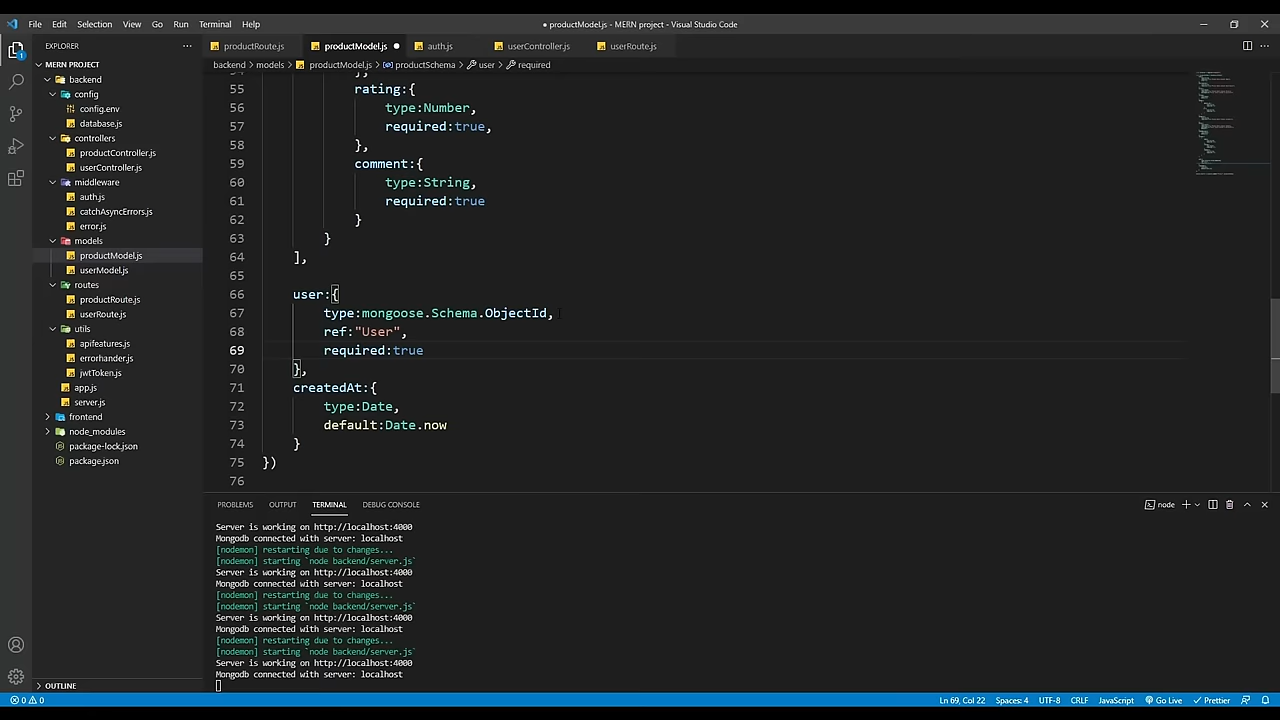 File Edit Selection View Go Run Terminal Help
● productModel.js - MERN project - Visual Studio Code
EXPLORER
MERN PROJECT
backend
config
config.env
database.js
controllers
productController.js
userController.js
middleware
auth.js
catchAsyncErrors.js
error.js
models
productModel.js
userModel.js
routes
productRoute.js
userRoute.js
utils
apifeatures.js
errorhander.js
jwtToken.js
app.js
server.js
frontend
node_modules
package-lock.json
package.json
OUTLINE
productRoute.js productModel.js ● auth.js userController.js userRoute.js
backend > models > productModel.js > productSchema > user > required
55 rating:{
56 type:Number,
57 required:true,
58 },
59 comment:{
60 type:String,
61 required:true
62 }
63 }
64 ],
65
66 user:{
67 type:mongoose.Schema.ObjectId,
68 ref:"User",
69 required:true
70 },
71 createdAt:{
72 type:Date,
73 default:Date.now
74 }
75 })
76
PROBLEMS OUTPUT TERMINAL DEBUG CONSOLE
node
Server is working on http://localhost:4000
Mongodb connected with server: localhost
[nodemon] restarting due to changes...
[nodemon] starting `node backend/server.js`
Server is working on http://localhost:4000
Mongodb connected with server: localhost
[nodemon] restarting due to changes...
[nodemon] starting `node backend/server.js`
Server is working on http://localhost:4000
Mongodb connected with server: localhost
[nodemon] restarting due to changes...
[nodemon] starting `node backend/server.js`
Server is working on http://localhost:4000
Mongodb connected with server: localhost
0 0
Ln 69, Col 22 Spaces: 4 UTF-8 CRLF JavaScript Go Live Prettier